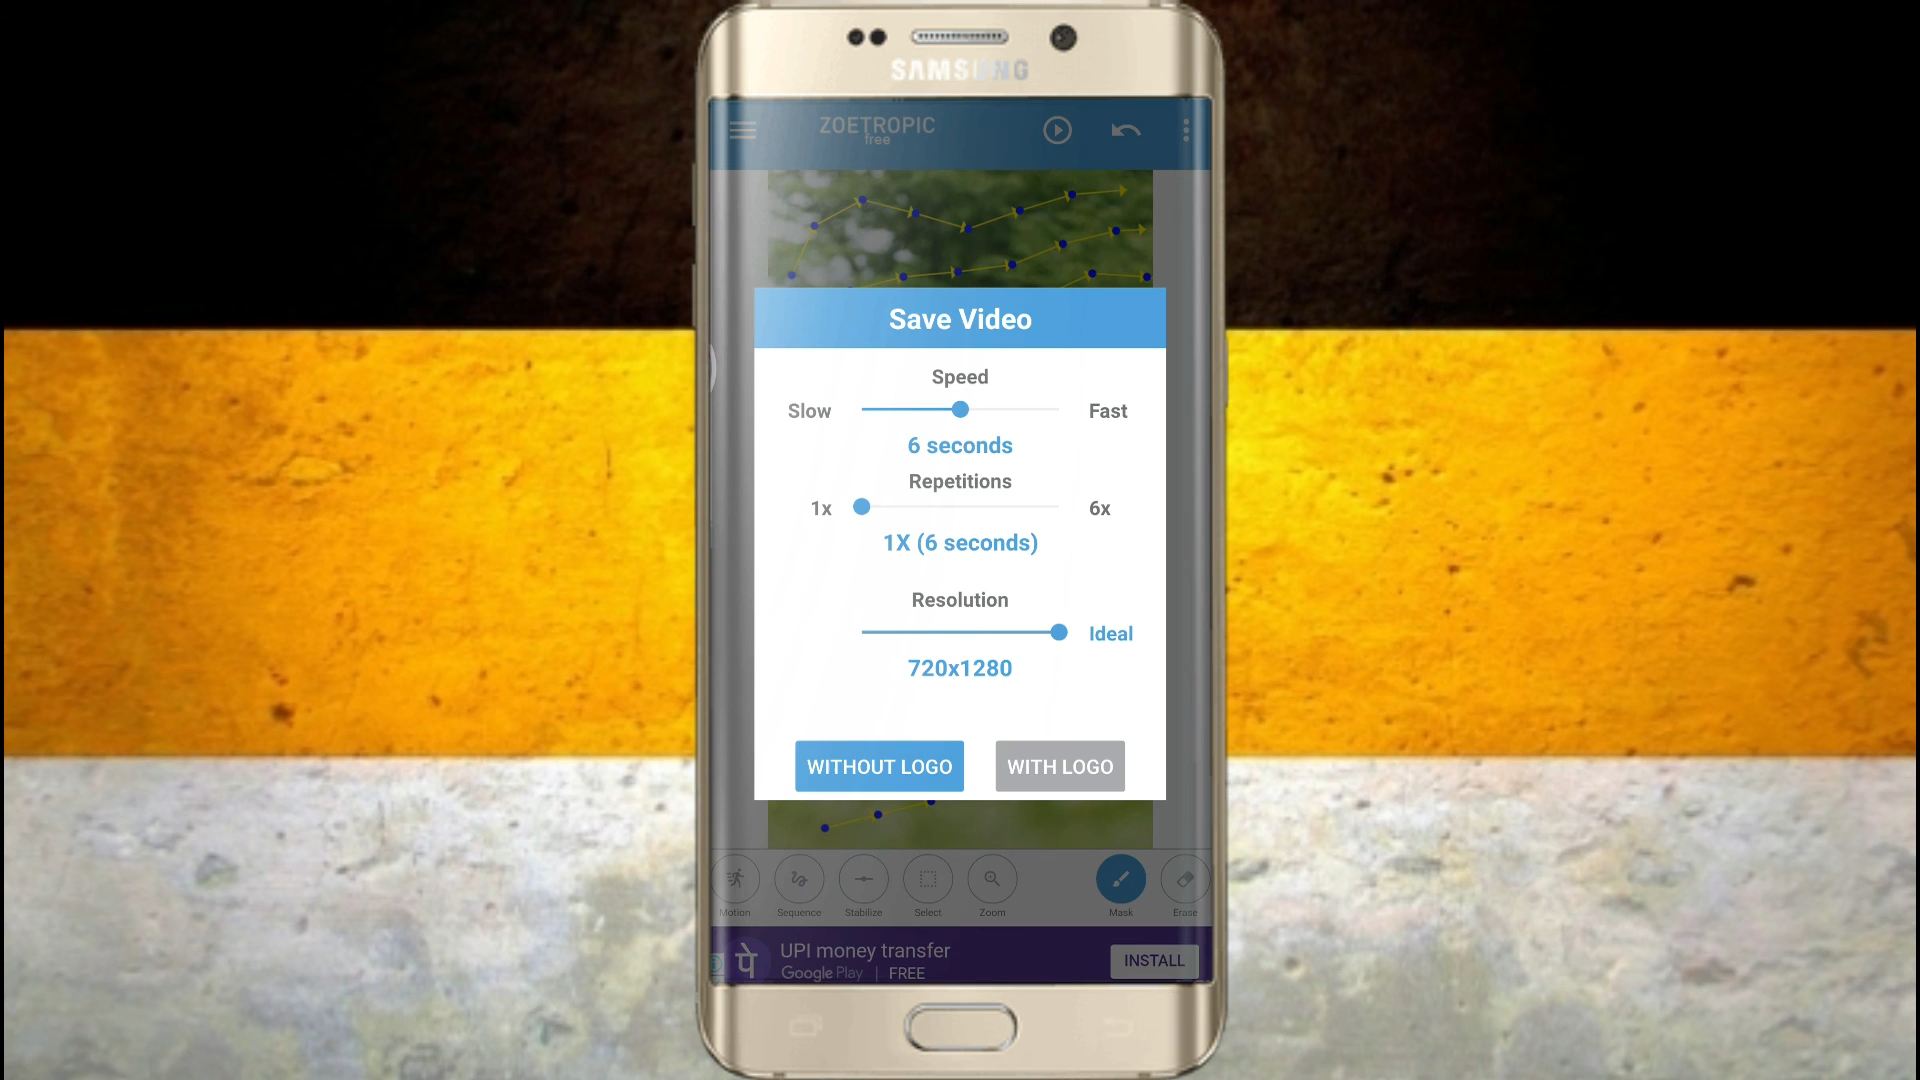 SAMSUNG
ZOETROPIC
free
Save Video
Speed
Slow
Fast
6 seconds
Repetitions
1x
6x
1X (6 seconds)
Resolution
Ideal
720x1280
WITHOUT LOGO
WITH LOGO
Motion
Sequence
Stabilize
Select
Zoom
Mask
Erase
पे
UPI money transfer
Google Play | FREE
INSTALL